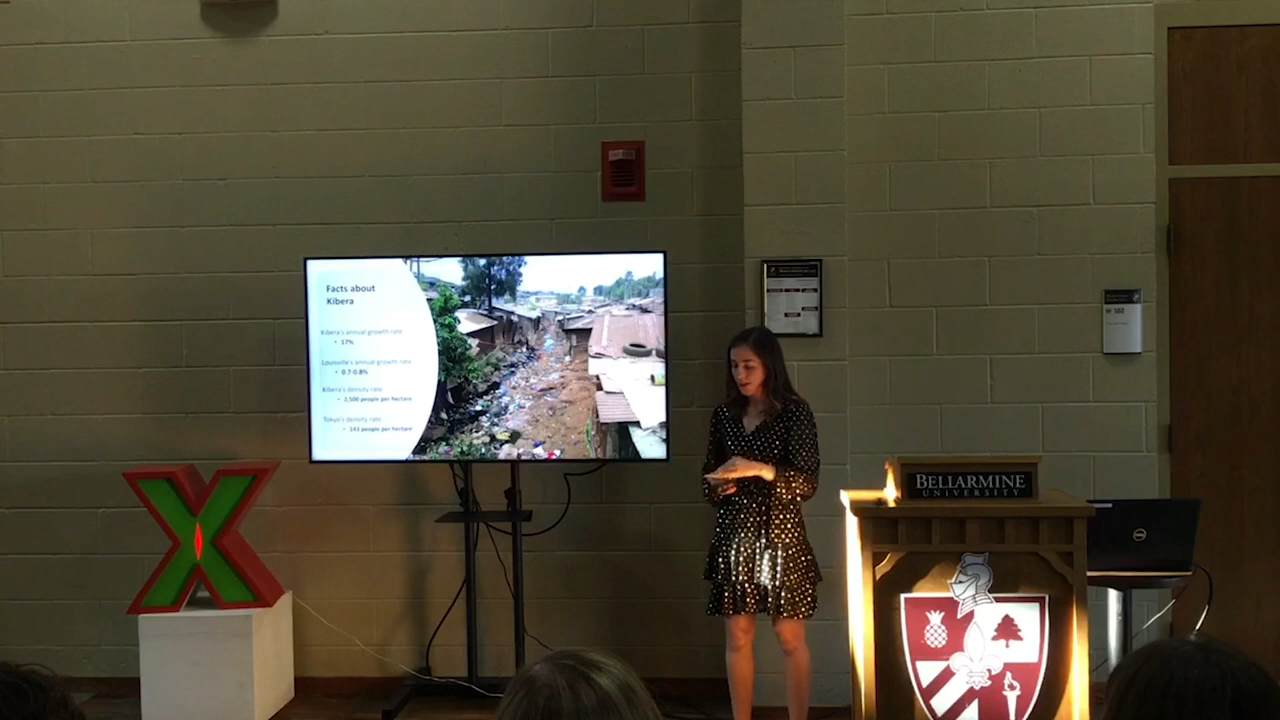 Facts about
Kibera
Kibera's annual growth rate
• 17%
Louisville's annual growth rate
• 0.7-0.8%
Kibera's density rate
• 2,500 people per hectare
Tokyo's density rate
• 143 people per hectare
X
BELLARMINE
UNIVERSITY
DELL